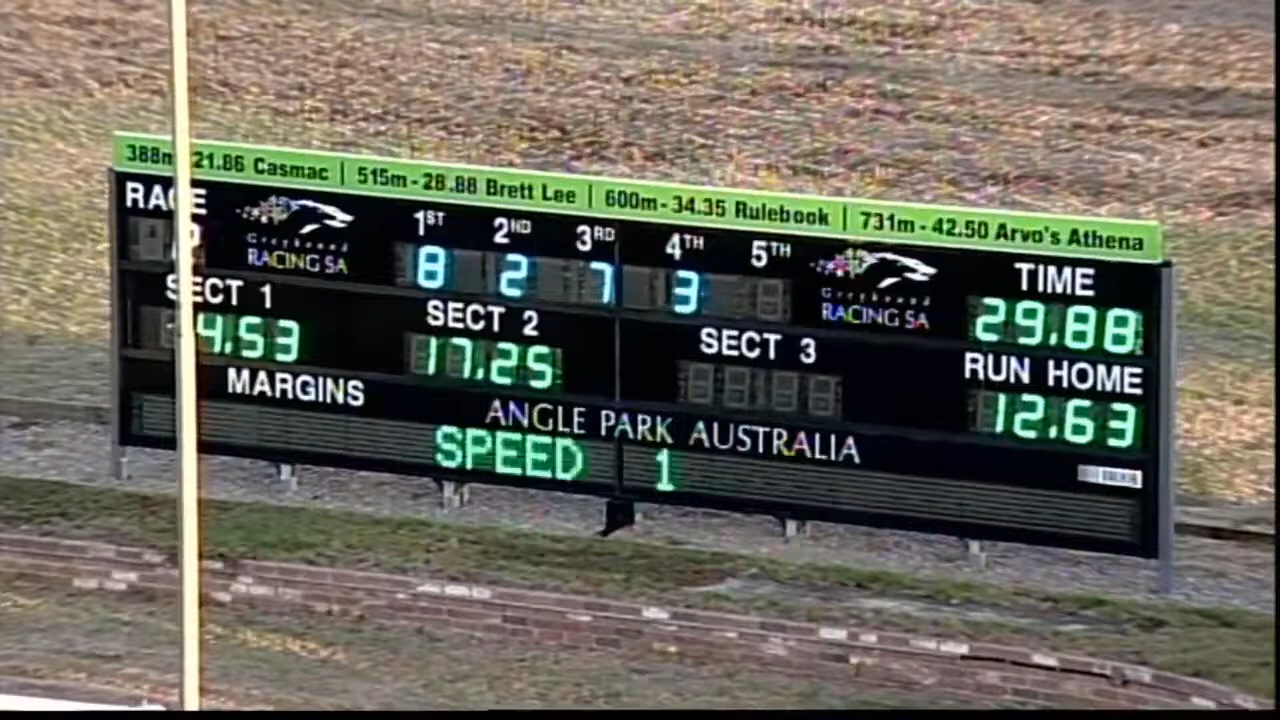 388m-21.86 Casmac | 515m-28.88 Brett Lee | 600m-34.35 Rulebook | 731m-42.50 Arvo's Athena
RACE
Greyhound
RACING SA
1ST 2ND 3RD 4TH 5TH
8 2 7 3
Greyhound
RACING SA
TIME
29.88
SECT 1
4.53
SECT 2
17.25
SECT 3
RUN HOME
12.63
MARGINS
ANGLE PARK AUSTRALIA
SPEED 1